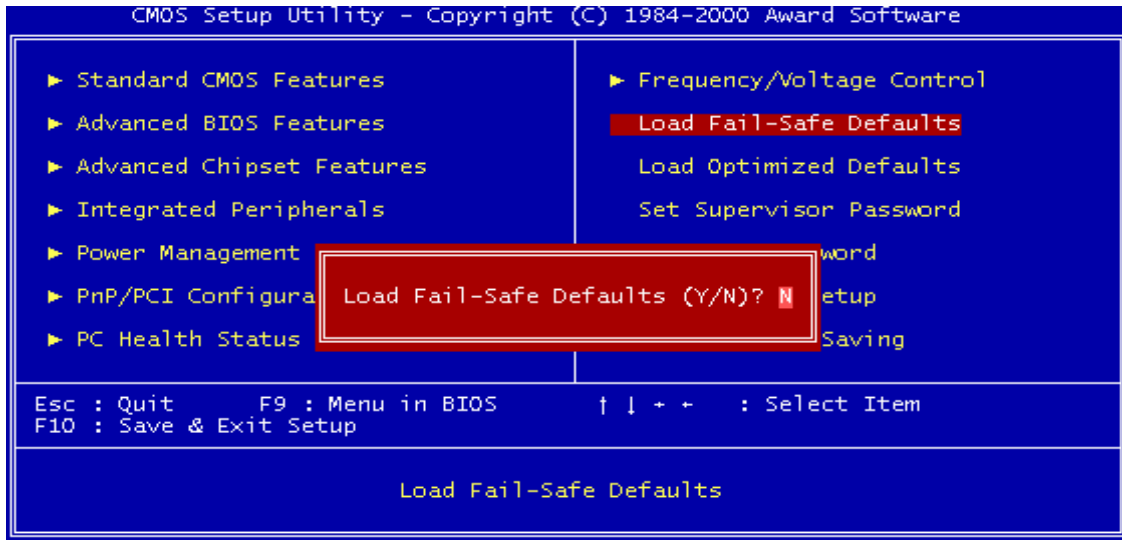 CMOS Setup Utility - Copyright (C) 1984-2000 Award Software
► Standard CMOS Features
► Advanced BIOS Features
► Advanced Chipset Features
► Integrated Peripherals
► Power Management
► PnP/PCI Configura
► PC Health Status
► Frequency/Voltage Control
Load Fail-Safe Defaults
Load Optimized Defaults
Set Supervisor Password
word
etup
Saving
Load Fail-Safe Defaults (Y/N)? N
Esc : Quit F9 : Menu in BIOS ↑ ↓ + + : Select Item
F10 : Save & Exit Setup
Load Fail-Safe Defaults